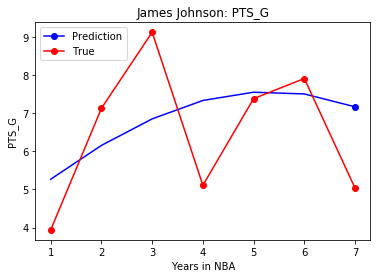 James Johnson: PTS_G
Prediction
True
9
8
7
6
5
4
PTS_G
1 2 3 4 5 6 7
Years in NBA